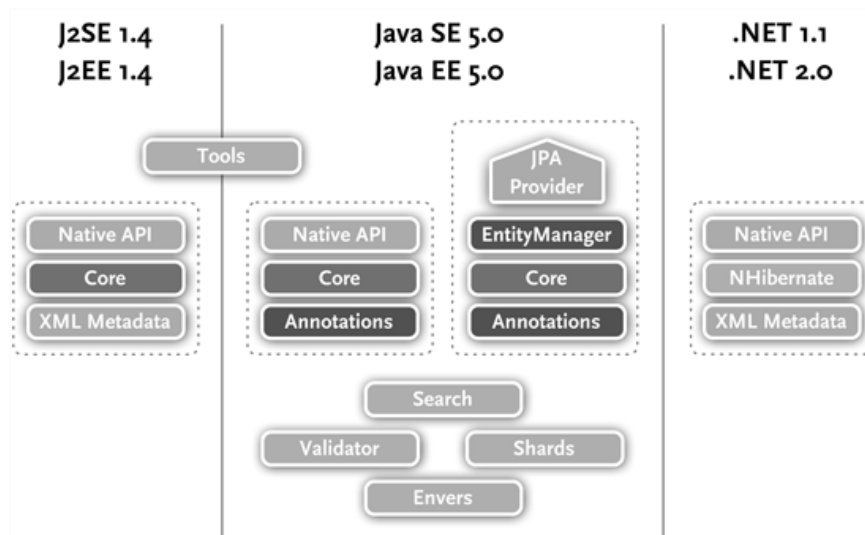 J2SE 1.4
J2EE 1.4
Java SE 5.0
Java EE 5.0
.NET 1.1
.NET 2.0
Tools
JPA
Provider
Native API
Core
XML Metadata
Native API
Core
Annotations
EntityManager
Core
Annotations
Native API
NHibernate
XML Metadata
Search
Validator
Shards
Envers